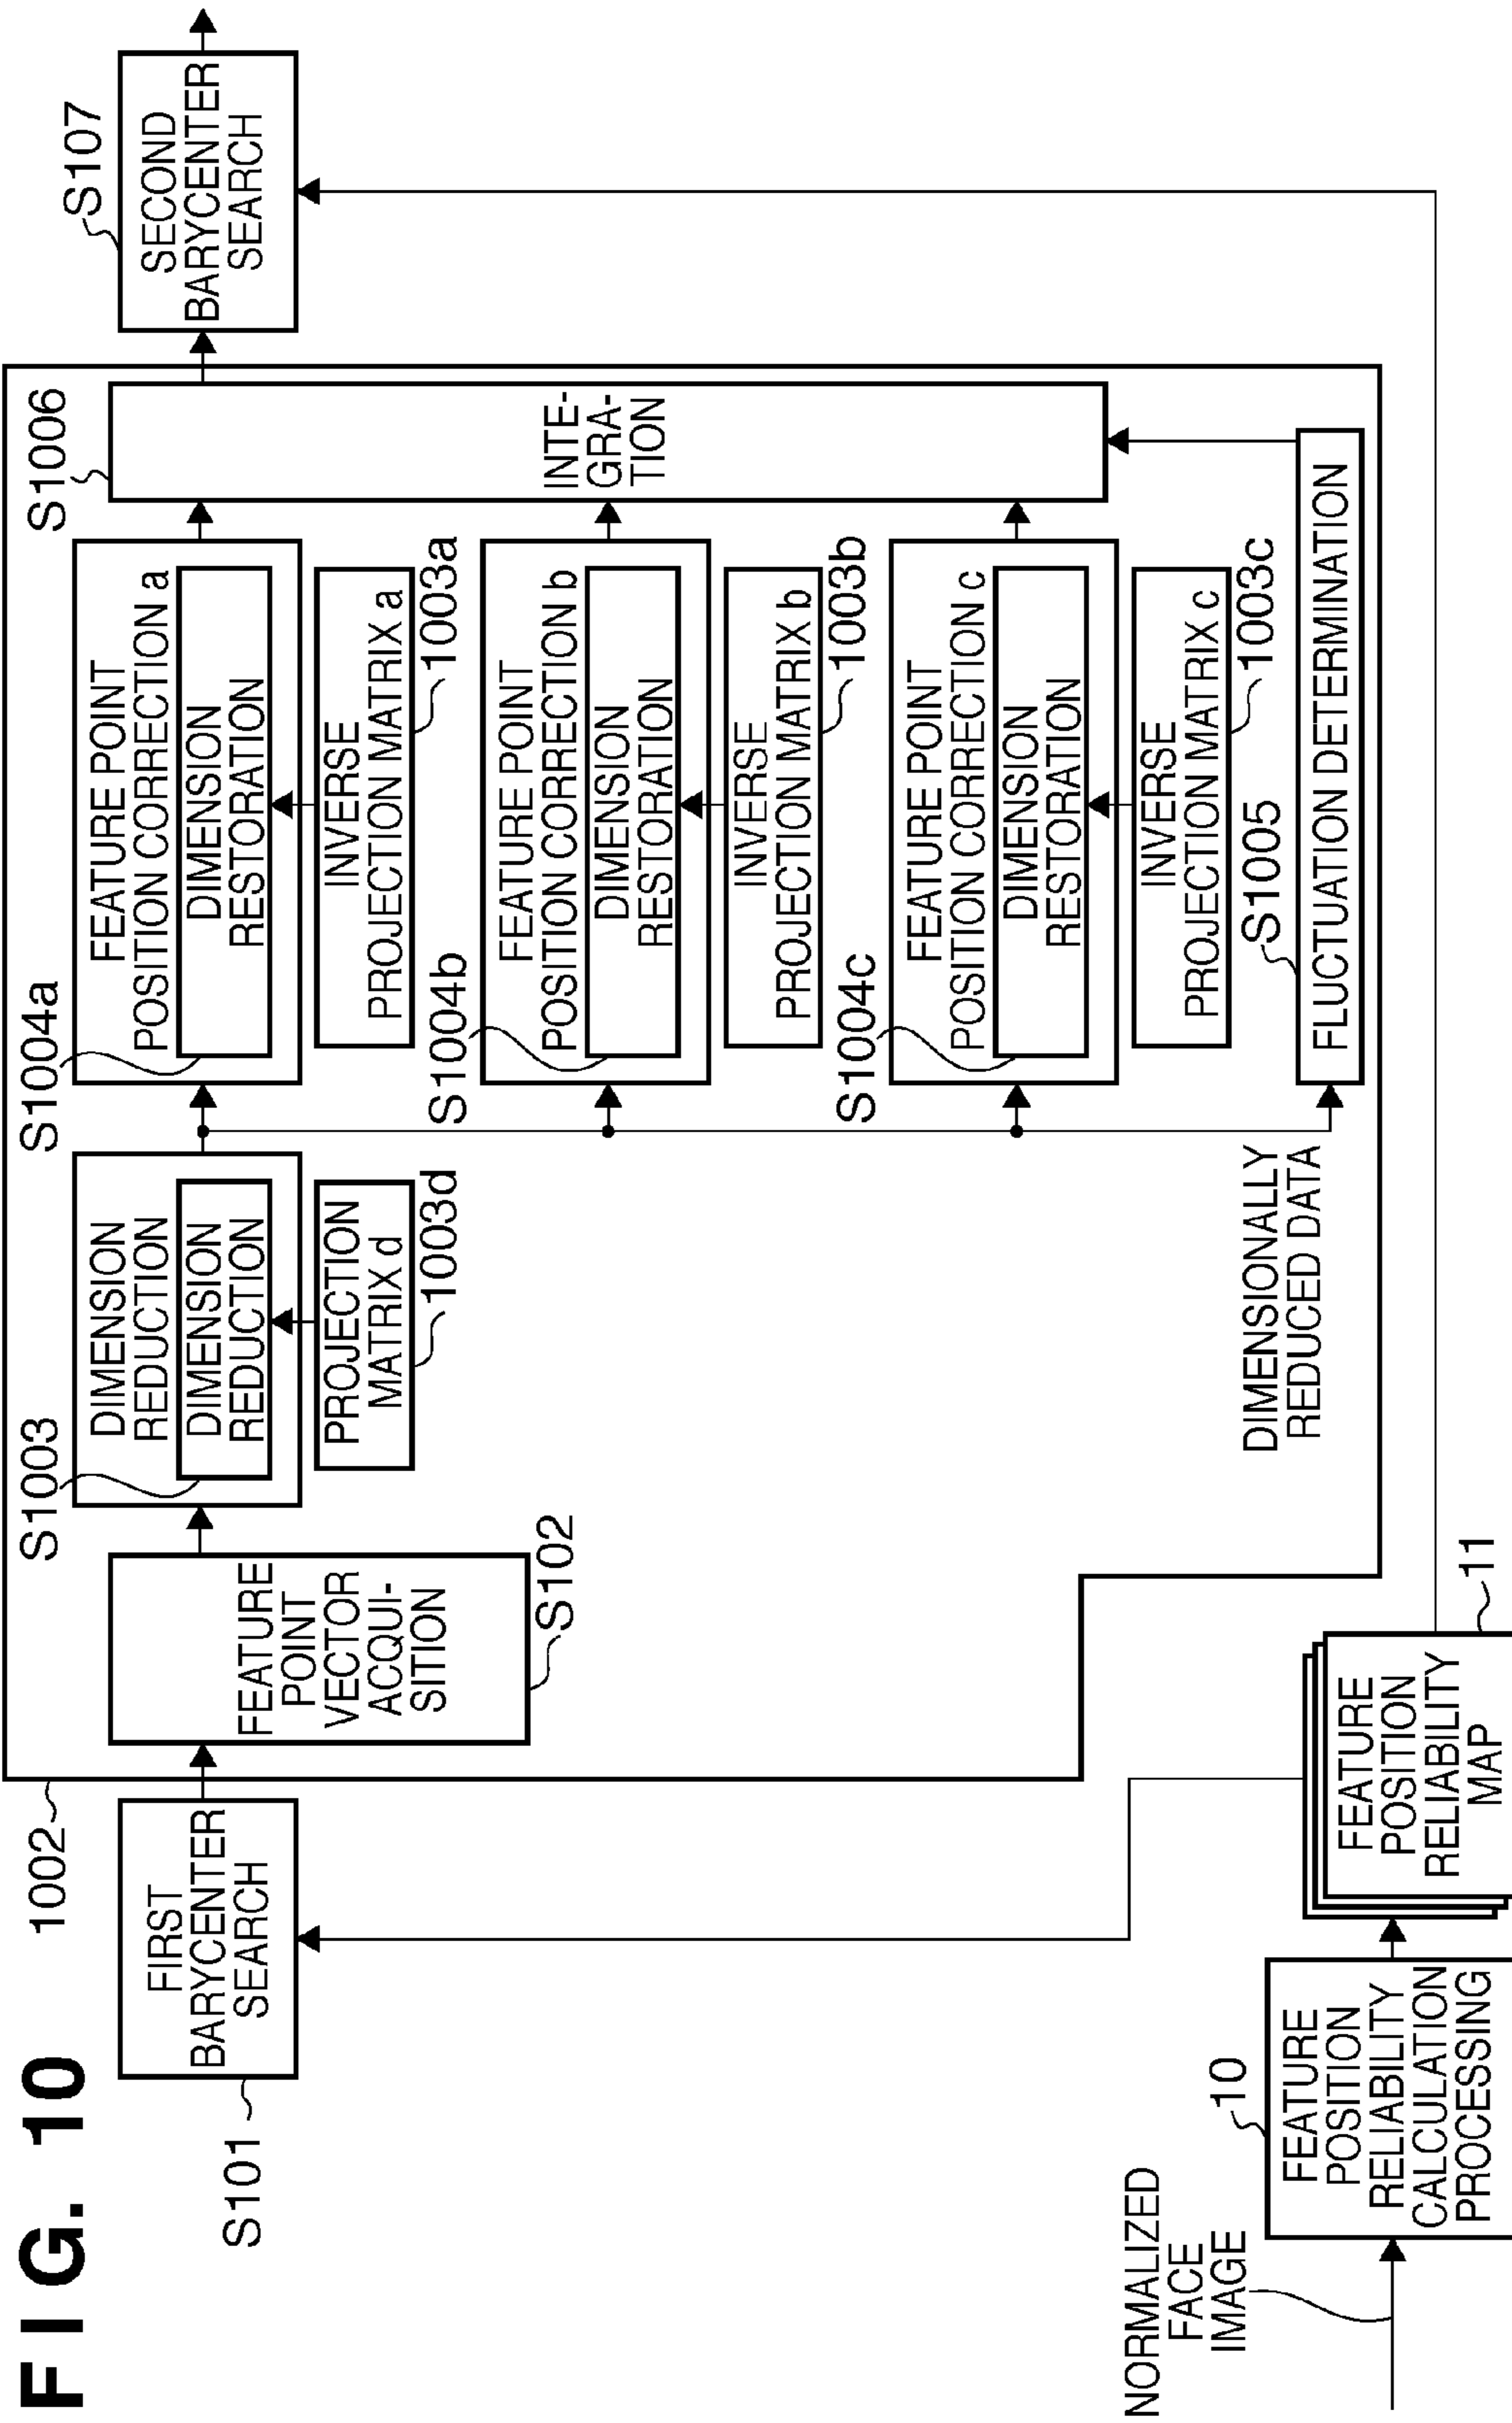 FIG. 10
S101
FIRST
BARYCENTER
SEARCH
1002
FEATURE
POINT
VECTOR
ACQUI-
SITION
S102
S1003
DIMENSION
REDUCTION
DIMENSION
REDUCTION
PROJECTION
MATRIX d
1003d
S1004a
FEATURE POINT
POSITION CORRECTION a
DIMENSION
RESTORATION
INVERSE
PROJECTION MATRIX a
1003a
S1004b
FEATURE POINT
POSITION CORRECTION b
DIMENSION
RESTORATION
INVERSE
PROJECTION MATRIX b
1003b
S1004c
FEATURE POINT
POSITION CORRECTION c
DIMENSION
RESTORATION
INVERSE
PROJECTION MATRIX c
1003c
S1005
FLUCTUATION DETERMINATION
DIMENSIONALLY
REDUCED DATA
S1006
INTE-
GRA-
TION
S107
SECOND
BARYCENTER
SEARCH
NORMALIZED
FACE
IMAGE
10
FEATURE
POSITION
RELIABILITY
CALCULATION
PROCESSING
FEATURE
POSITION
RELIABILITY
MAP
11